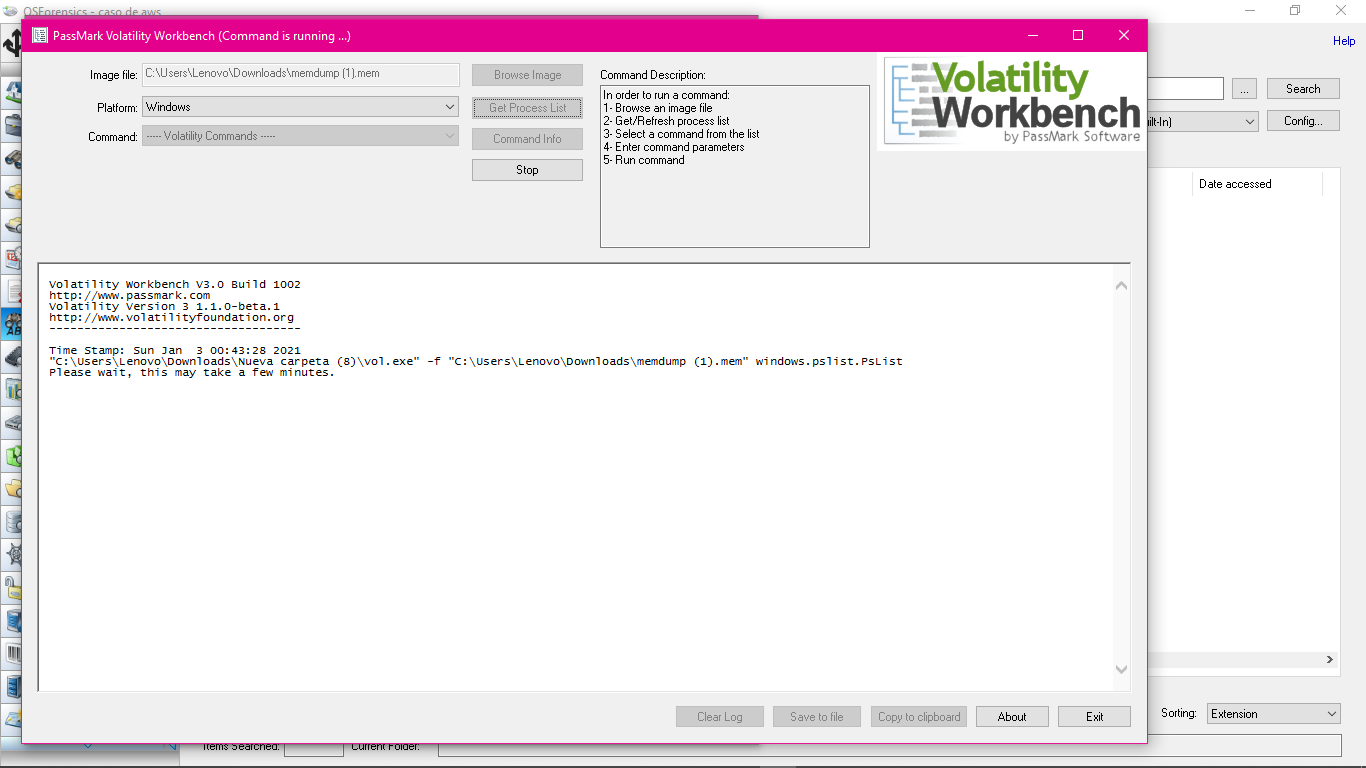 OSForensics - caso de aws
PassMark Volatility Workbench (Command is running ...)
Help
Image file:
C:\Users\Lenovo\Downloads\memdump (1).mem
Browse Image
Platform:
Windows
Get Process List
Command:
----- Volatility Commands -----
Command Info
Stop
Command Description:
In order to run a command:
1- Browse an image file
2- Get/Refresh process list
3- Select a command from the list
4- Enter command parameters
5- Run command
Volatility
Workbench
by PassMark Software
...
Search
Config...
Date accessed
Volatility Workbench V3.0 Build 1002
http://www.passmark.com
Volatility Version 3 1.1.0-beta.1
http://www.volatilityfoundation.org
------------------------------------
Time Stamp: Sun Jan  3 00:43:28 2021
"C:\Users\Lenovo\Downloads\Nueva carpeta (8)\vol.exe" -f "C:\Users\Lenovo\Downloads\memdump (1).mem" windows.pslist.PsList
Please wait, this may take a few minutes.
Clear Log
Save to file
Copy to clipboard
About
Exit
Sorting:
Extension
Items Searched:
Current Folder: